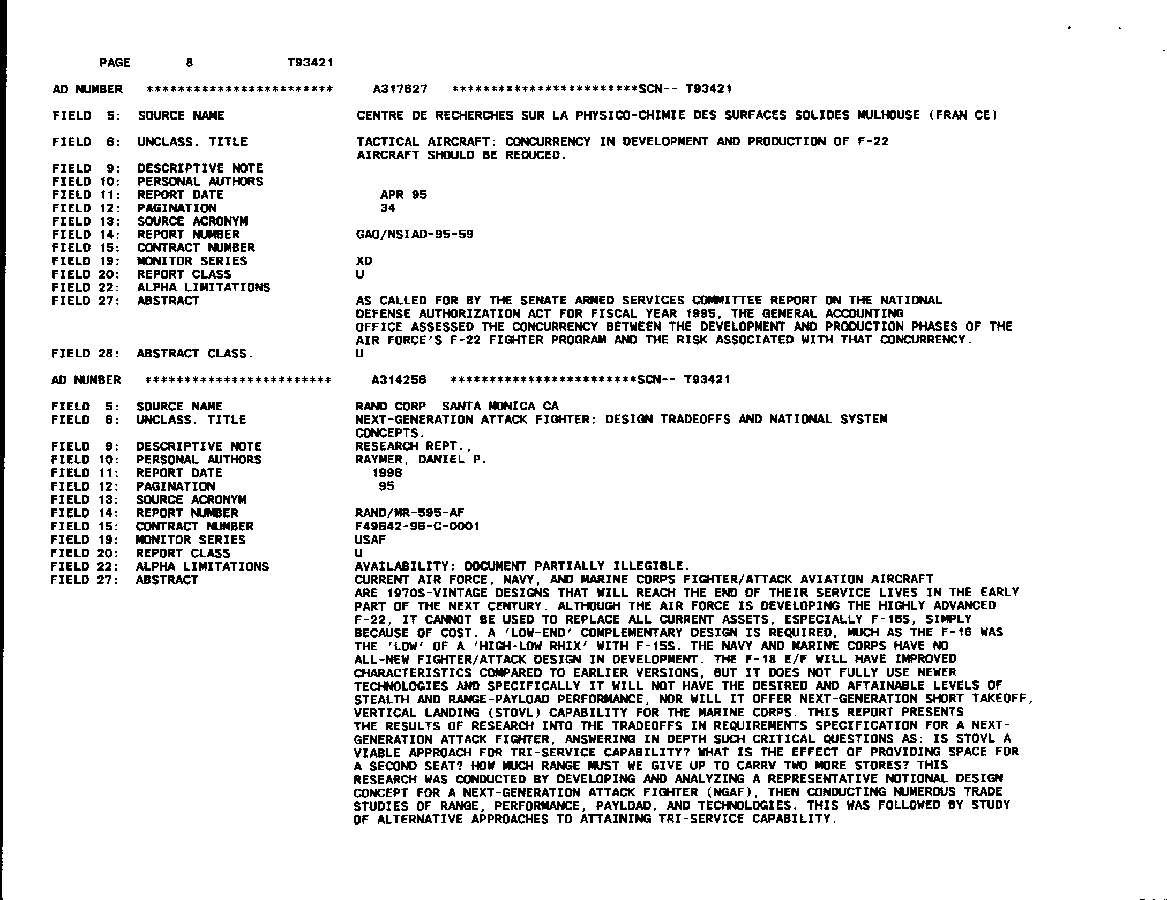 PAGE 8 T93421
AD NUMBER ************************ A317627 ************************SCN-- T93421
FIELD 5: SOURCE NAME CENTRE DE RECHERCHES SUR LA PHYSICO-CHIMIE DES SURFACES SOLIDES MULHOUSE (FRAN CE)
FIELD 6: UNCLASS. TITLE TACTICAL AIRCRAFT: CONCURRENCY IN DEVELOPMENT AND PRODUCTION OF F-22
AIRCRAFT SHOULD BE REDUCED.
FIELD 9: DESCRIPTIVE NOTE
FIELD 10: PERSONAL AUTHORS
FIELD 11: REPORT DATE APR 95
FIELD 12: PAGINATION 34
FIELD 13: SOURCE ACRONYM
FIELD 14: REPORT NUMBER GAO/NSIAD-95-59
FIELD 15: CONTRACT NUMBER
FIELD 19: MONITOR SERIES XD
FIELD 20: REPORT CLASS U
FIELD 22: ALPHA LIMITATIONS
FIELD 27: ABSTRACT AS CALLED FOR BY THE SENATE ARMED SERVICES COMMITTEE REPORT ON THE NATIONAL
DEFENSE AUTHORIZATION ACT FOR FISCAL YEAR 1995, THE GENERAL ACCOUNTING
OFFICE ASSESSED THE CONCURRENCY BETWEEN THE DEVELOPMENT AND PRODUCTION PHASES OF THE
AIR FORCE'S F-22 FIGHTER PROGRAM AND THE RISK ASSOCIATED WITH THAT CONCURRENCY.
FIELD 28: ABSTRACT CLASS. U
AD NUMBER ************************ A314256 ************************SCN-- T93421
FIELD 5: SOURCE NAME RAND CORP SANTA MONICA CA
FIELD 6: UNCLASS. TITLE NEXT-GENERATION ATTACK FIGHTER: DESIGN TRADEOFFS AND NATIONAL SYSTEM
CONCEPTS.
FIELD 9: DESCRIPTIVE NOTE RESEARCH REPT.,
FIELD 10: PERSONAL AUTHORS RAYMER, DANIEL P.
FIELD 11: REPORT DATE 1996
FIELD 12: PAGINATION 95
FIELD 13: SOURCE ACRONYM
FIELD 14: REPORT NUMBER RAND/MR-595-AF
FIELD 15: CONTRACT NUMBER F49642-96-C-0001
FIELD 19: MONITOR SERIES USAF
FIELD 20: REPORT CLASS U
FIELD 22: ALPHA LIMITATIONS AVAILABILITY: DOCUMENT PARTIALLY ILLEGIBLE.
FIELD 27: ABSTRACT CURRENT AIR FORCE, NAVY, AND MARINE CORPS FIGHTER/ATTACK AVIATION AIRCRAFT
ARE 1970S-VINTAGE DESIGNS THAT WILL REACH THE END OF THEIR SERVICE LIVES IN THE EARLY
PART OF THE NEXT CENTURY. ALTHOUGH THE AIR FORCE IS DEVELOPING THE HIGHLY ADVANCED
F-22, IT CANNOT BE USED TO REPLACE ALL CURRENT ASSETS, ESPECIALLY F-16S, SIMPLY
BECAUSE OF COST. A 'LOW-END' COMPLEMENTARY DESIGN IS REQUIRED, MUCH AS THE F-16 WAS
THE 'LOW' OF A 'HIGH-LOW RHIX' WITH F-15S. THE NAVY AND MARINE CORPS HAVE NO
ALL-NEW FIGHTER/ATTACK DESIGN IN DEVELOPMENT. THE F-18 E/F WILL HAVE IMPROVED
CHARACTERISTICS COMPARED TO EARLIER VERSIONS, BUT IT DOES NOT FULLY USE NEWER
TECHNOLOGIES AND SPECIFICALLY IT WILL NOT HAVE THE DESIRED AND AFTAINABLE LEVELS OF
STEALTH AND RANGE-PAYLOAD PERFORMANCE, NOR WILL IT OFFER NEXT-GENERATION SHORT TAKEOFF,
VERTICAL LANDING (STOVL) CAPABILITY FOR THE MARINE CORPS. THIS REPORT PRESENTS
THE RESULTS OF RESEARCH INTO THE TRADEOFFS IN REQUIREMENTS SPECIFICATION FOR A NEXT-
GENERATION ATTACK FIGHTER, ANSWERING IN DEPTH SUCH CRITICAL QUESTIONS AS: IS STOVL A
VIABLE APPROACH FOR TRI-SERVICE CAPABILITY? WHAT IS THE EFFECT OF PROVIDING SPACE FOR
A SECOND SEAT? HOW MUCH RANGE MUST WE GIVE UP TO CARRY TWO MORE STORES? THIS
RESEARCH WAS CONDUCTED BY DEVELOPING AND ANALYZING A REPRESENTATIVE NOTIONAL DESIGN
CONCEPT FOR A NEXT-GENERATION ATTACK FIGHTER (NGAF), THEN CONDUCTING NUMEROUS TRADE
STUDIES OF RANGE, PERFORMANCE, PAYLOAD, AND TECHNOLOGIES. THIS WAS FOLLOWED BY STUDY
OF ALTERNATIVE APPROACHES TO ATTAINING TRI-SERVICE CAPABILITY.